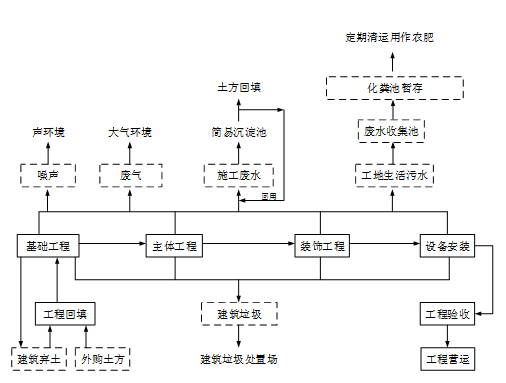 定期清运用作农肥
土方回填
化粪池暂存
声环境
大气环境
简易沉淀池
废水收集池
噪声
废气
施工废水
工地生活污水
回用
基础工程
主体工程
装饰工程
设备安装
工程回填
建筑垃圾
工程验收
建筑弃土
外购土方
建筑垃圾处置场
工程营运